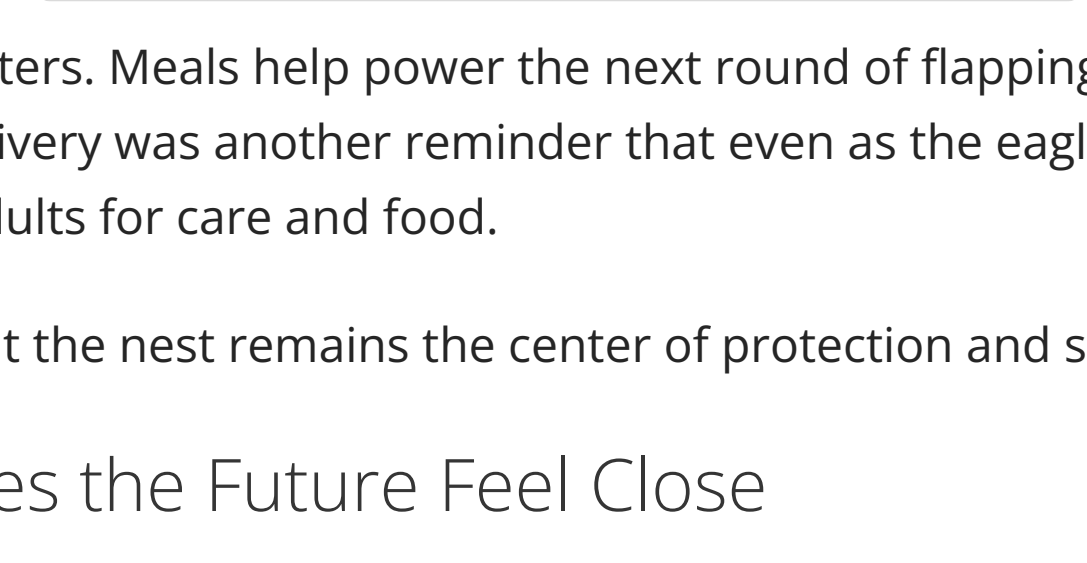 ters. Meals help power the next round of flapping
ivery was another reminder that even as the eagl
ults for care and food.
t the nest remains the center of protection and s
es the Future Feel Close